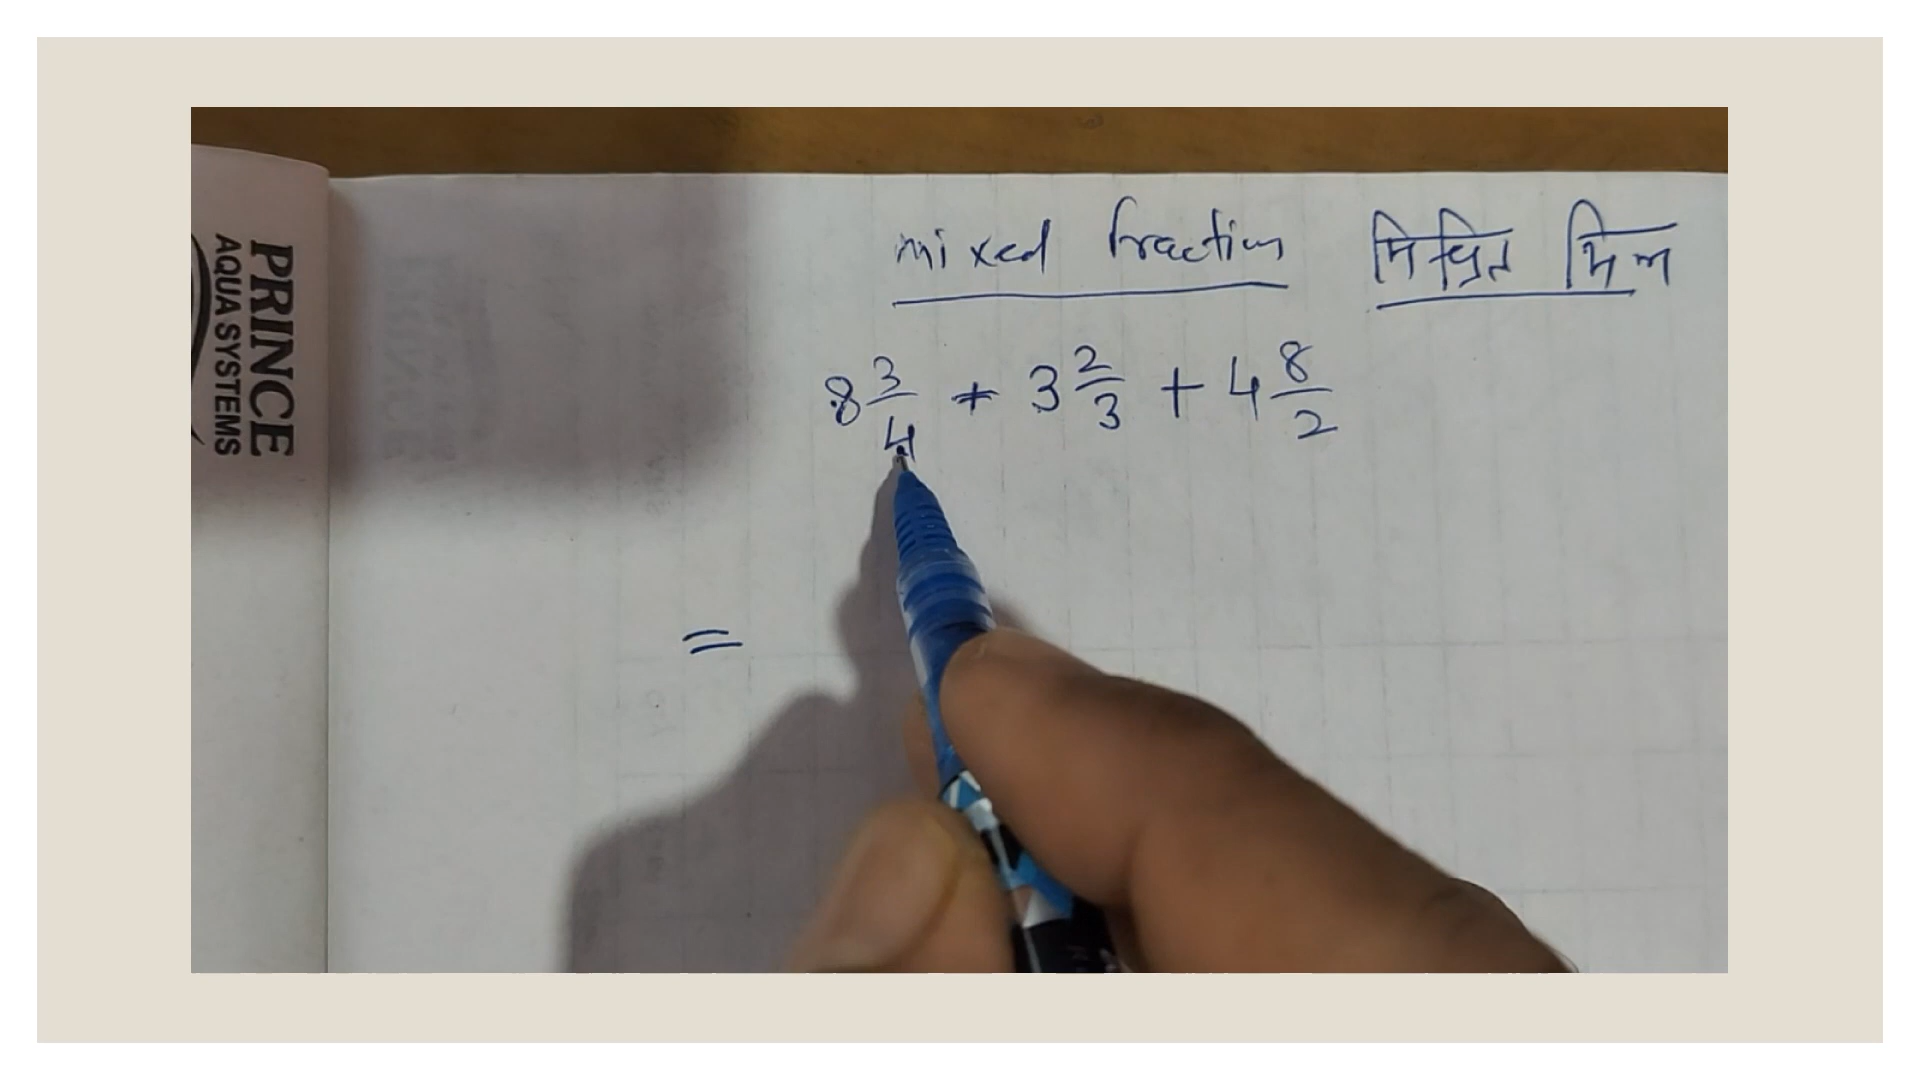 PRINCE
AQUA SYSTEMS
mixed fraction मिश्रित भिन्न
8 3/4 + 3 2/3 + 4 8/2
=